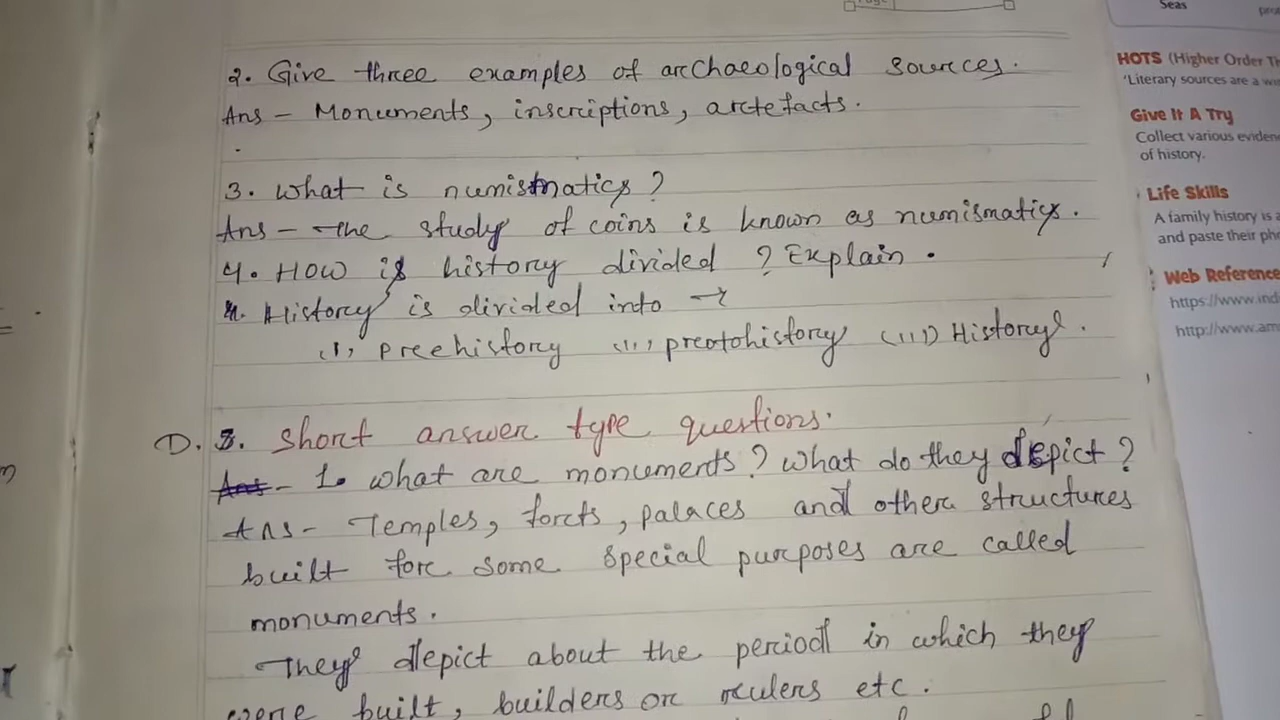 Seas
2. Give three examples of archaeological sources.
Ans - Monuments, inscriptions, artefacts.
3. What is numismatics?
Ans - The study of coins is known as numismatics.
4. How is history divided? Explain.
4. History is divided into →
(i) prehistory (ii) protohistory (iii) History.
D. Short answer type questions.
1. What are monuments? What do they depict?
Ans - Temples, forts, palaces and other structures
built for some special purposes are called
monuments.
They depict about the period in which they
were built, builders or rulers etc.
HOTS (Higher Order
'Literary sources are a
Give It A Try
Collect various
of history.
Life Skills
A family history is
and paste their
Web Reference
https://www.ind
http://www.am